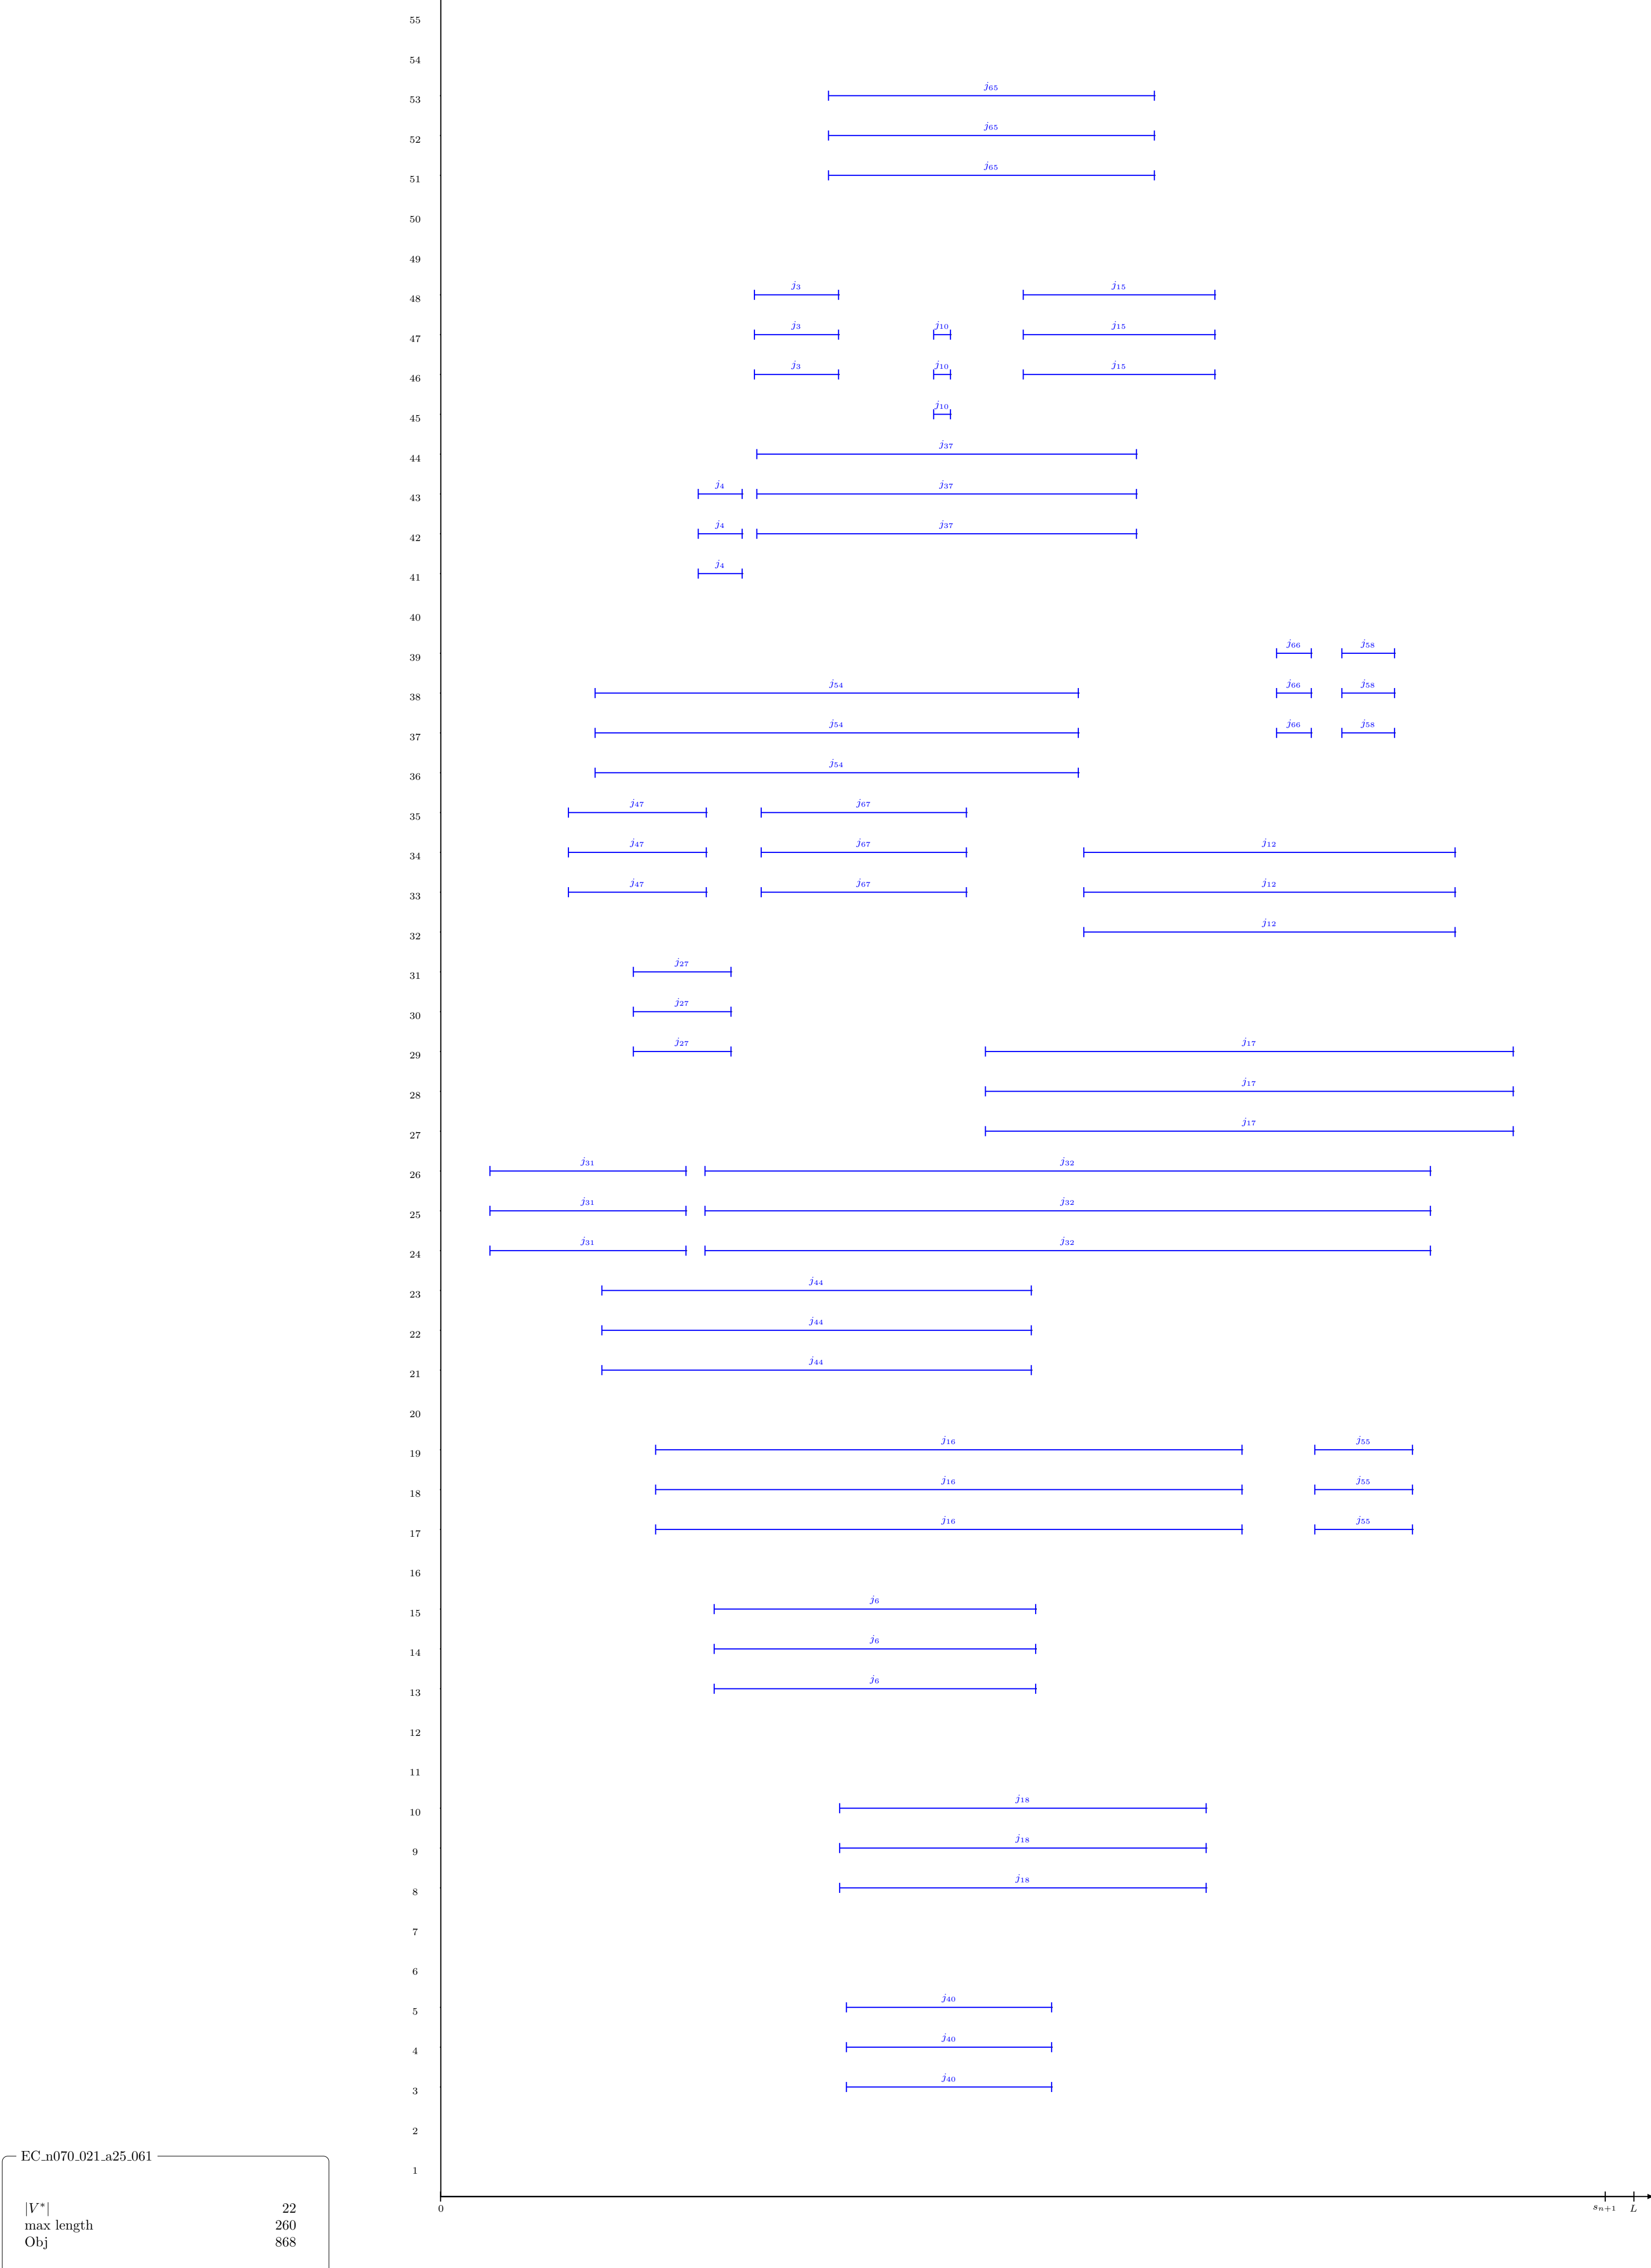 55
54
j65
53
j65
52
j65
51
50
49
j3 j15
48
j3 j10 j15
47
j3 j10 j15
46
j10
45
j37
44
j4 j37
43
j4 j37
42
j4
41
40
j66 j58
39
j54 j66 j58
38
j54 j66 j58
37
j54
36
j47 j67
35
j47 j67 j12
34
j47 j67 j12
33
j12
32
j27
31
j27
30
j27 j17
29
j17
28
j17
27
j31 j32
26
j31 j32
25
j31 j32
24
j44
23
j44
22
j44
21
20
j16 j55
19
j16 j55
18
j16 j55
17
16
j6
15
j6
14
j6
13
12
11
j18
10
j18
9
j18
8
7
6
j40
5
j40
4
j40
3
2
1
0 sn+1 L
EC_n070_021_a25_061
|V*| 22
max length 260
Obj 868